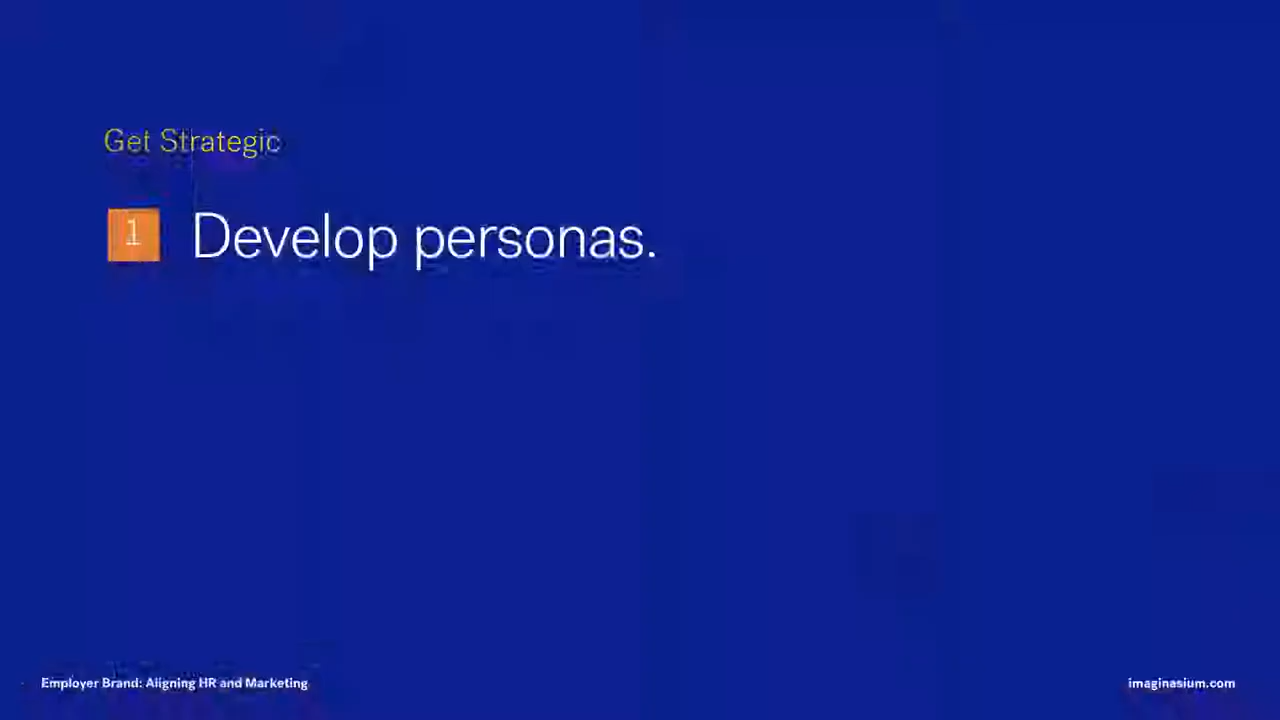 Get Strategic
1 Develop personas.
Employer Brand: Aligning HR and Marketing
imaginasium.com